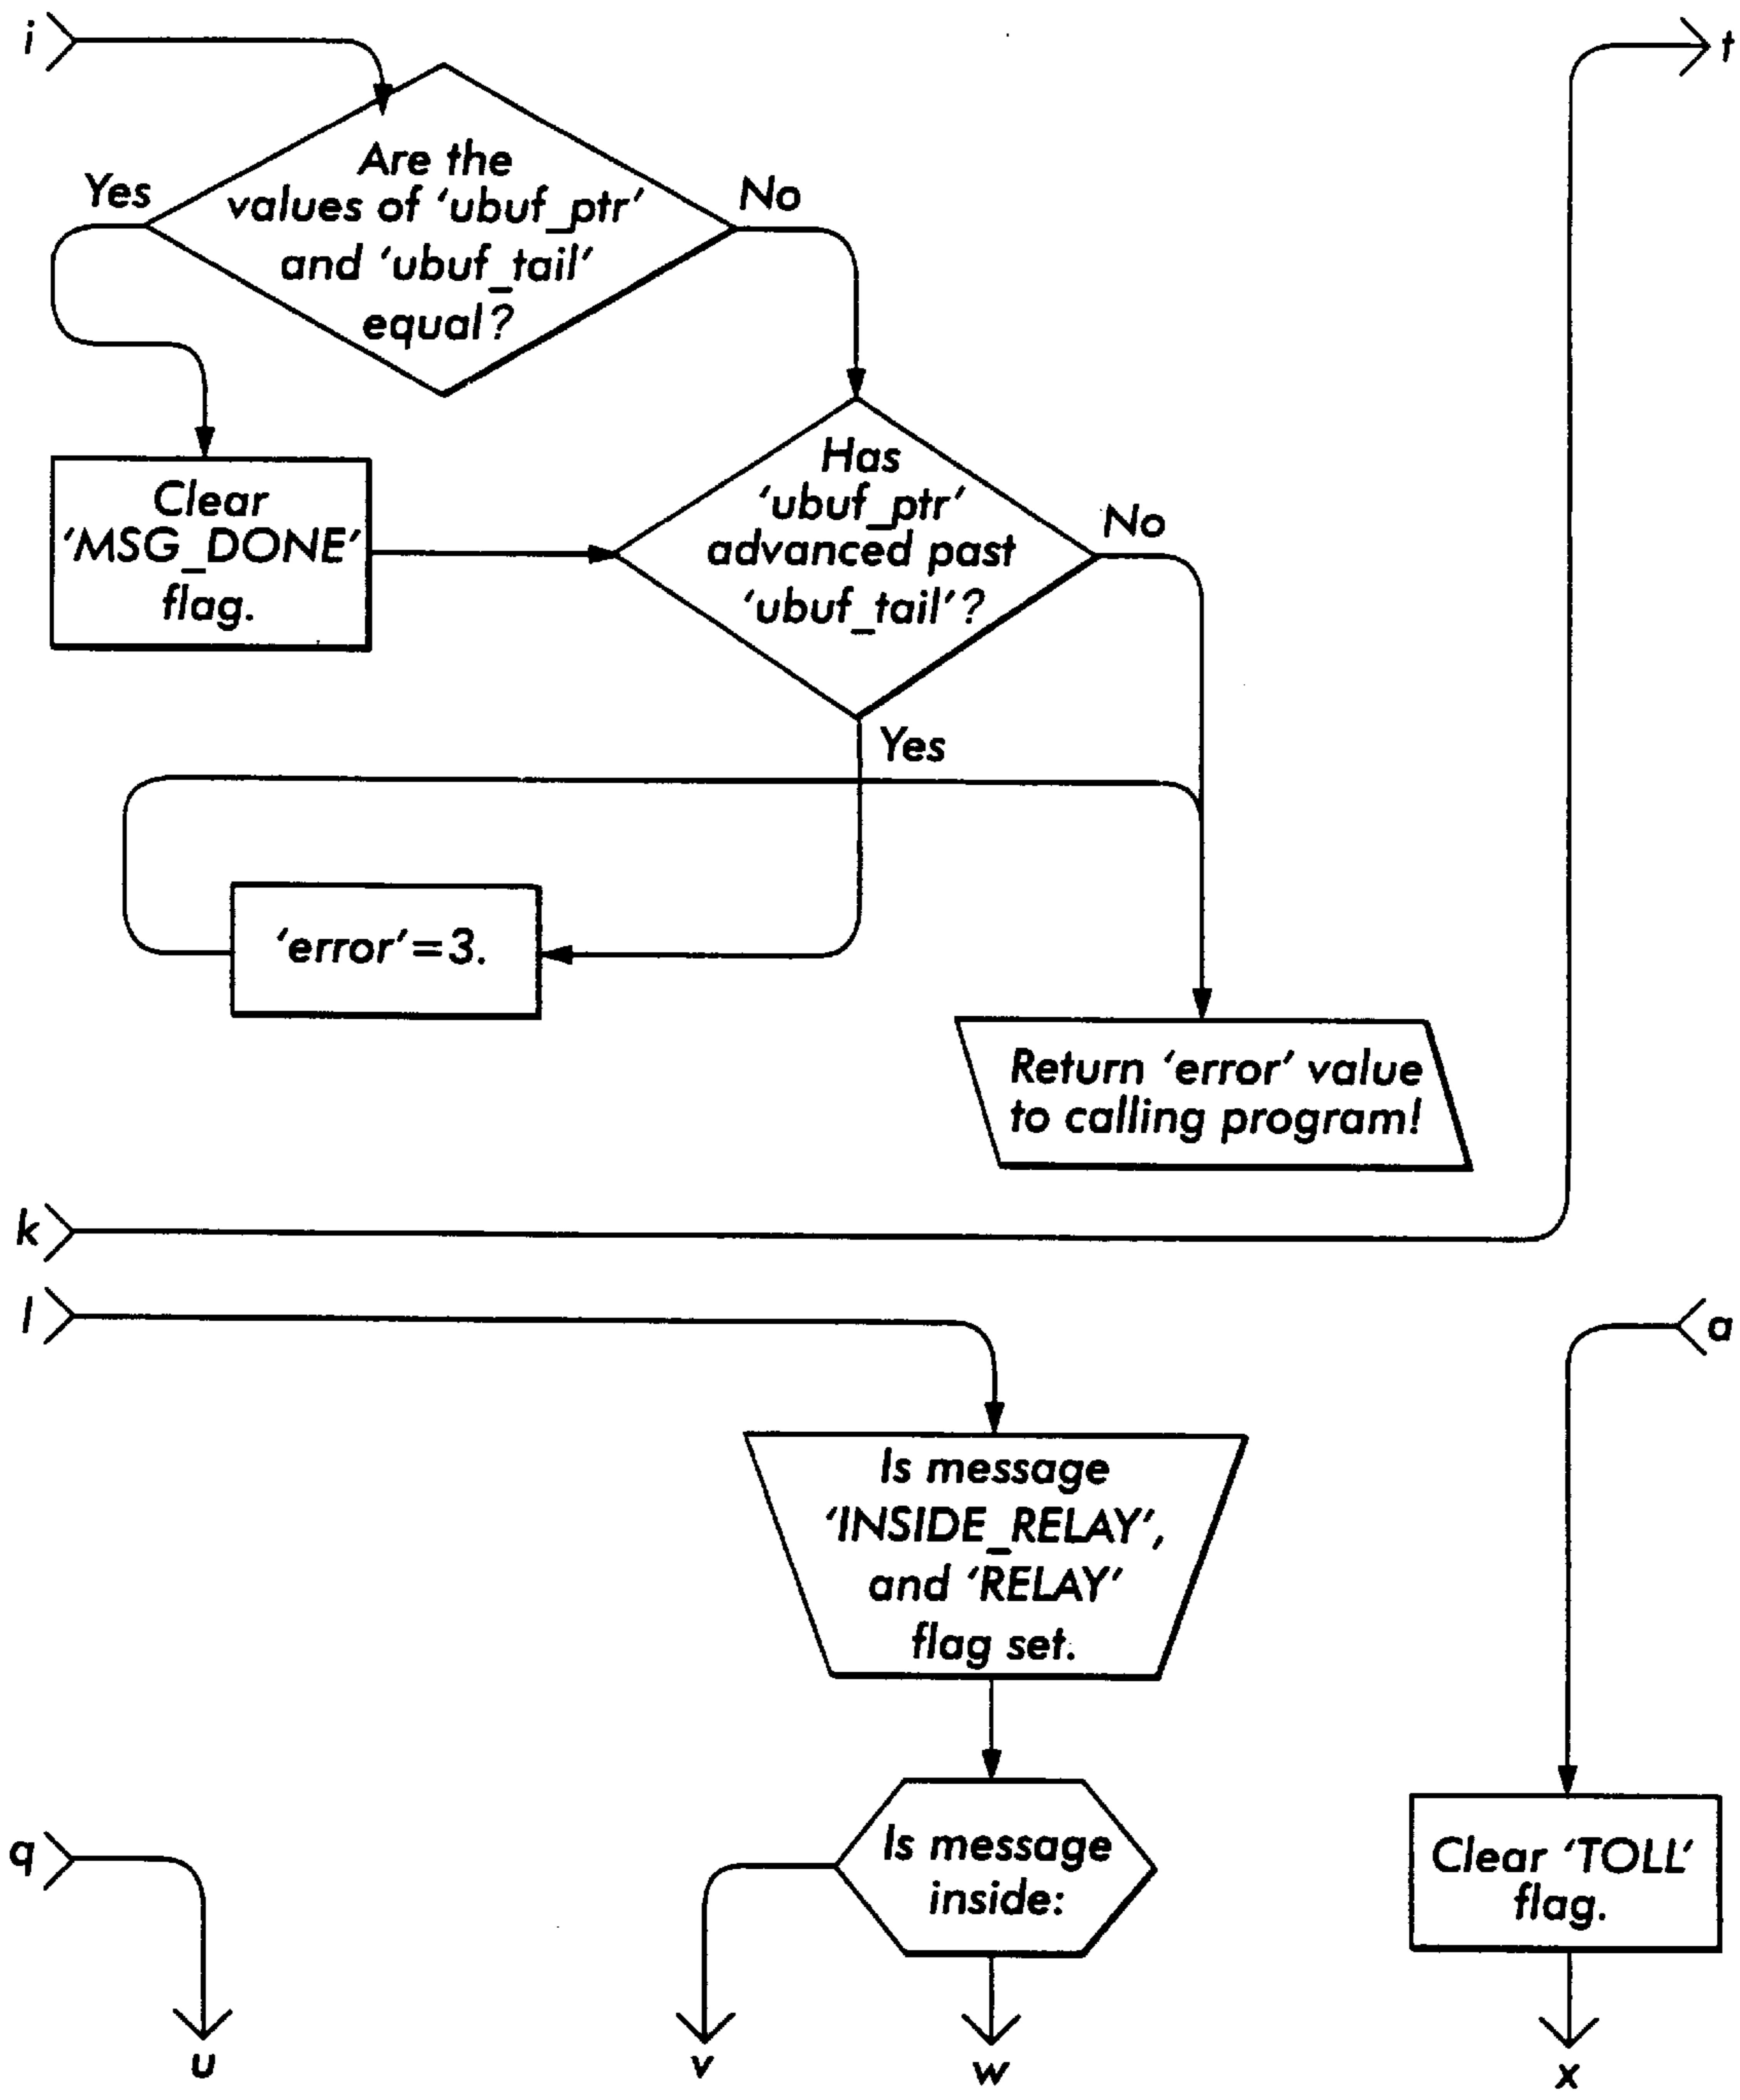 i
t
Are the
values of 'ubuf_ptr'
and 'ubuf_tail'
equal?
Yes
No
Has
'ubuf_ptr'
advanced past
'ubuf_tail'?
No
Yes
Clear
'MSG_DONE'
flag.
'error'=3.
Return 'error' value
to calling program!
k
l
a
Is message
'INSIDE_RELAY',
and 'RELAY'
flag set.
Is message
inside:
Clear 'TOLL'
flag.
q
u
v
w
x